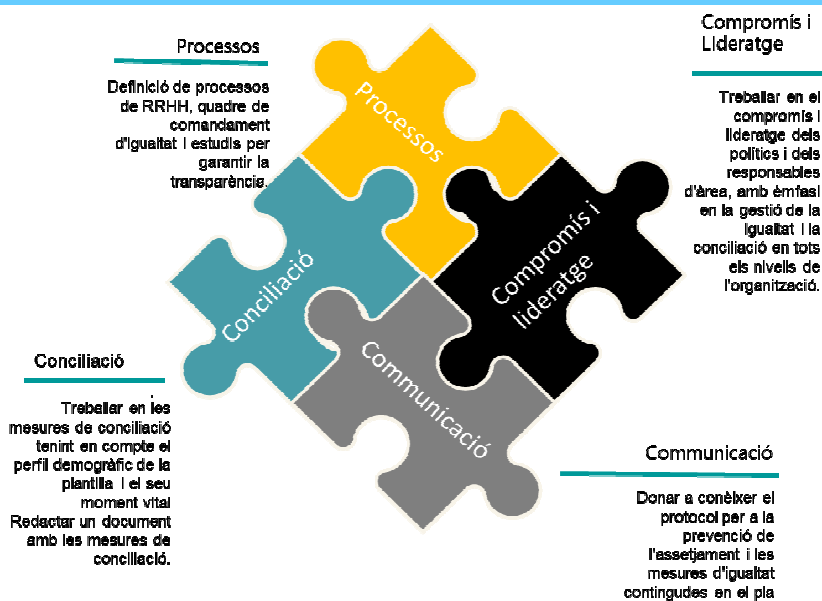 Processos
Definició de processos
de RRHH, quadre de
comandament
d'igualtat i estudis per
garantir la
transparència.
Compromís i
Lideratge
Treballar en el
compromís i
lideratge dels
polítics i dels
responsables
d'àrea, amb èmfasi
en la gestió de la
igualtat i la
conciliació en tots
els nivells de
l'organització.
Processos
Conciliació
Compromís i
lideratge
Communicació
Conciliació
Treballar en les
mesures de conciliació
tenint en compte el
perfil demogràfic de la
plantilla i el seu
moment vital
Redactar un document
amb les mesures de
conciliació.
Communicació
Donar a conèixer el
protocol per a la
prevenció de
l'assetjament i les
mesures d'igualtat
contingudes en el pla